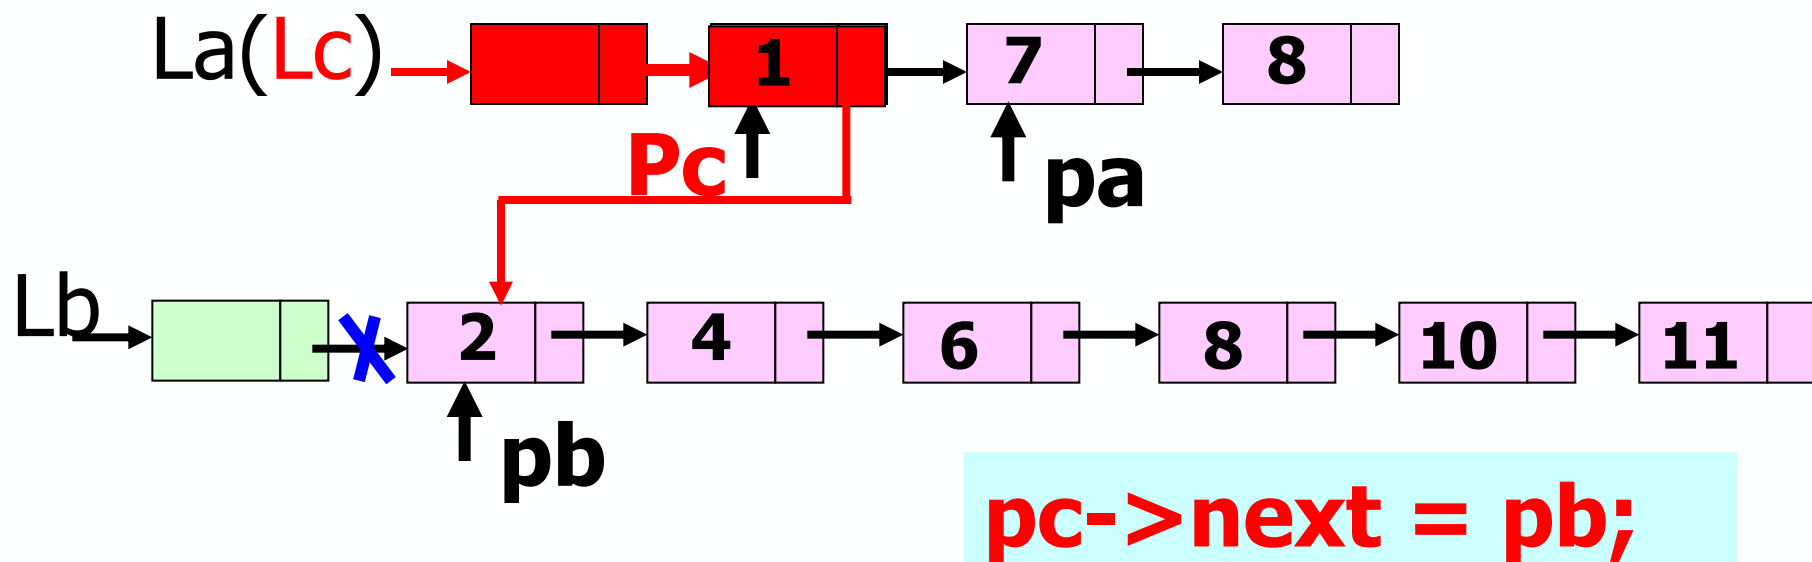 La(Lc) 1 7 8
Pc pa
Lb 2 4 6 8 10 11
pb
pc->next = pb;